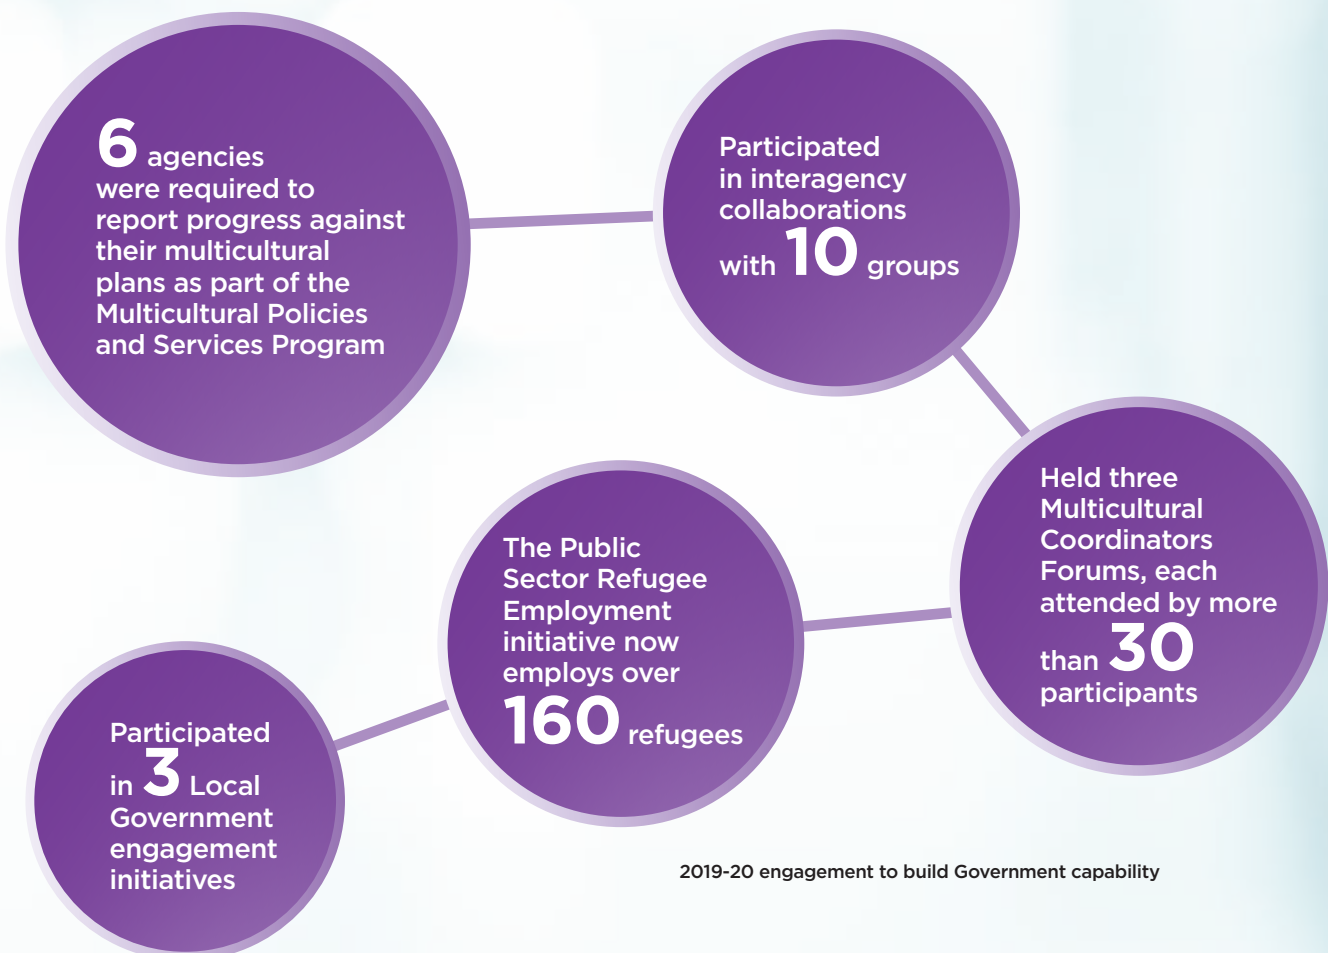 6 agencies
were required to
report progress against
their multicultural
plans as part of the
Multicultural Policies
and Services Program
Participated
in interagency
collaborations
with 10 groups
Held three
Multicultural
Coordinators
Forums, each
attended by more
than 30
participants
The Public
Sector Refugee
Employment
initiative now
employs over
160 refugees
Participated
in 3 Local
Government
engagement
initiatives
2019-20 engagement to build Government capability